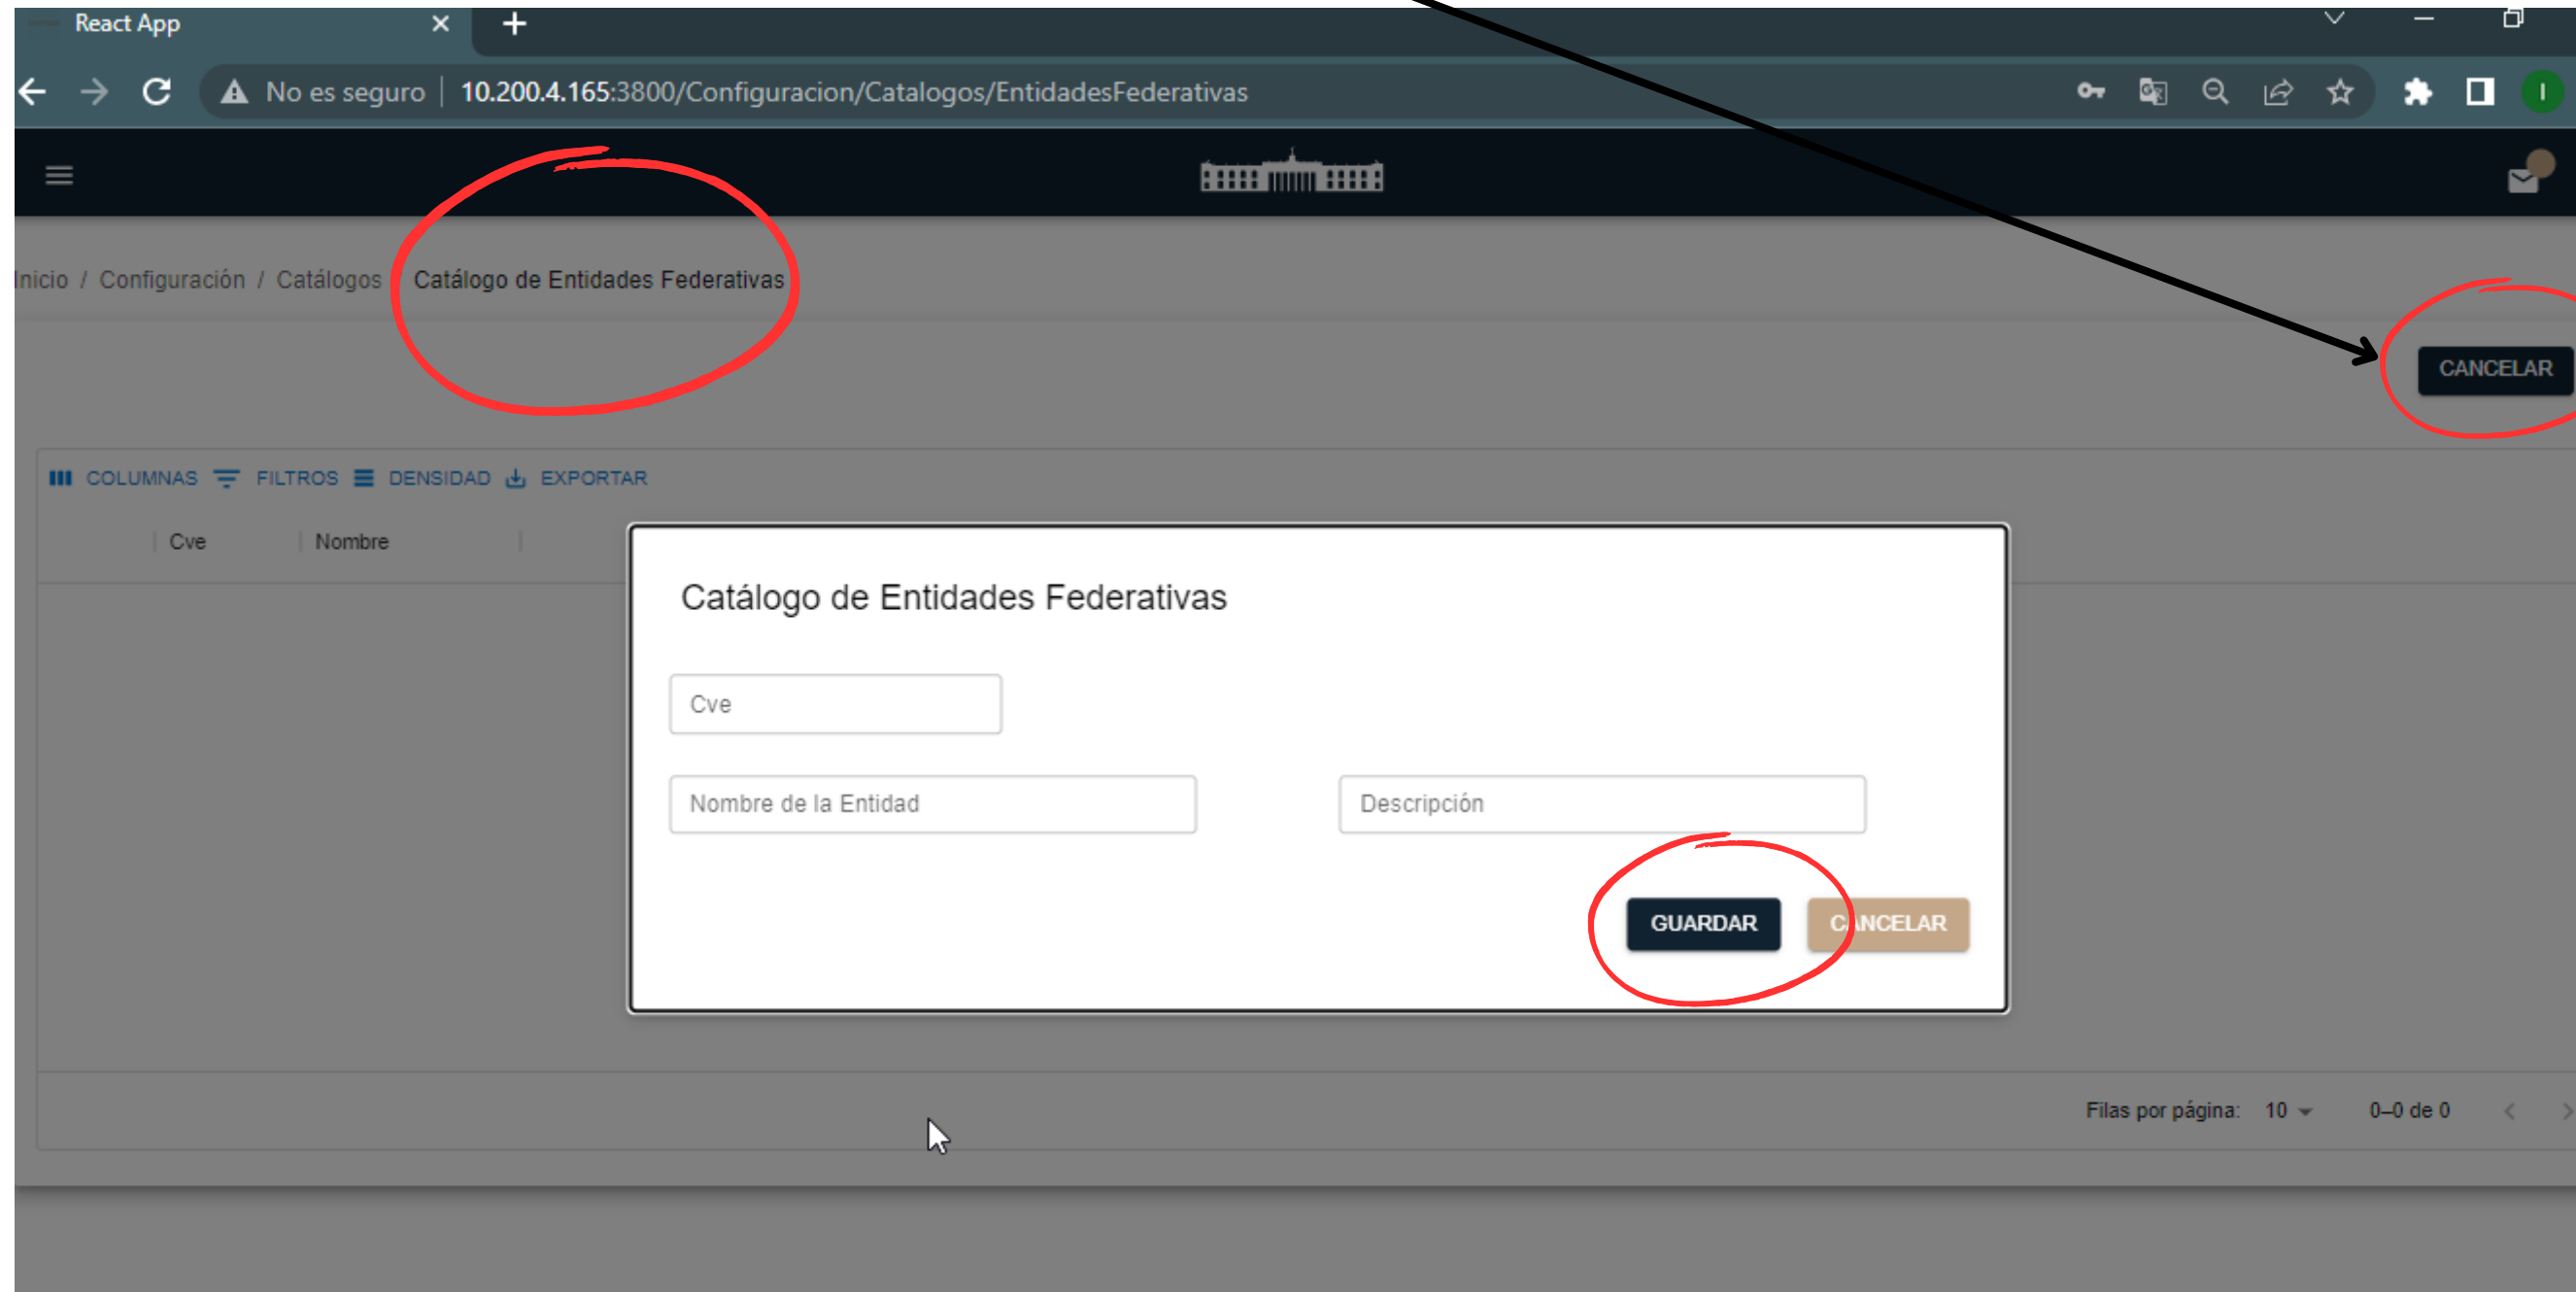 React App
No es seguro | 10.200.4.165:3800/Configuracion/Catalogos/EntidadesFederativas
I
Inicio / Configuración / Catálogos Catálogo de Entidades Federativas
CANCELAR
COLUMNAS FILTROS DENSIDAD EXPORTAR
Cve Nombre
Catálogo de Entidades Federativas
Cve
Nombre de la Entidad Descripción
GUARDAR CANCELAR
Filas por página: 10 0–0 de 0